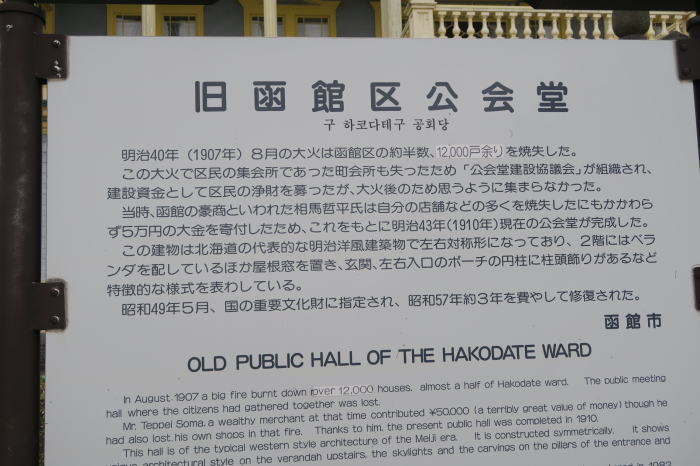 旧函館区公会堂
구 하코다테구 공회당
明治40年(1907年)8月の大火は函館区の約半数、12,000戸余りを焼失した。
この大火で区民の集会所であった町会所も失ったため「公会堂建設協議会」が組織され、
建設資金として区民の浄財を募ったが、大火後のため思うように集まらなかった。
当時、函館の豪商といわれた相馬哲平氏は自分の店舗などの多くを焼失したにもかかわら
ず5万円の大金を寄付したため、これをもとに明治43年(1910年)現在の公会堂が完成した。
この建物は北海道の代表的な明治洋風建築物で左右対称形になっており、2階にはベラ
ンダを配しているほか屋根窓を置き、玄関、左右入口のポーチの円柱に柱頭飾りがあるなど
特徴的な様式を表わしている。
昭和49年5月、国の重要文化財に指定され、昭和57年約3年を費やして修復された。
函館市
OLD PUBLIC HALL OF THE HAKODATE WARD
In August 1907 a big fire burnt down over 12,000 houses, almost a half of Hakodate ward. The public meeting
hall where the citizens had gathered together was lost.
Mr. Teppei Soma, a wealthy merchant at that time contributed ¥50000 (a terribly great value of money) though he
had also lost his own shops in that fire. Thanks to him, the present public hall was completed in 1910.
This hall is of the typical western style architecture of the Meiji era. It is constructed symmetrically. It shows
unique architectural style on the verandah upstairs, the skylights and the carvings on the pillars of the entrance and